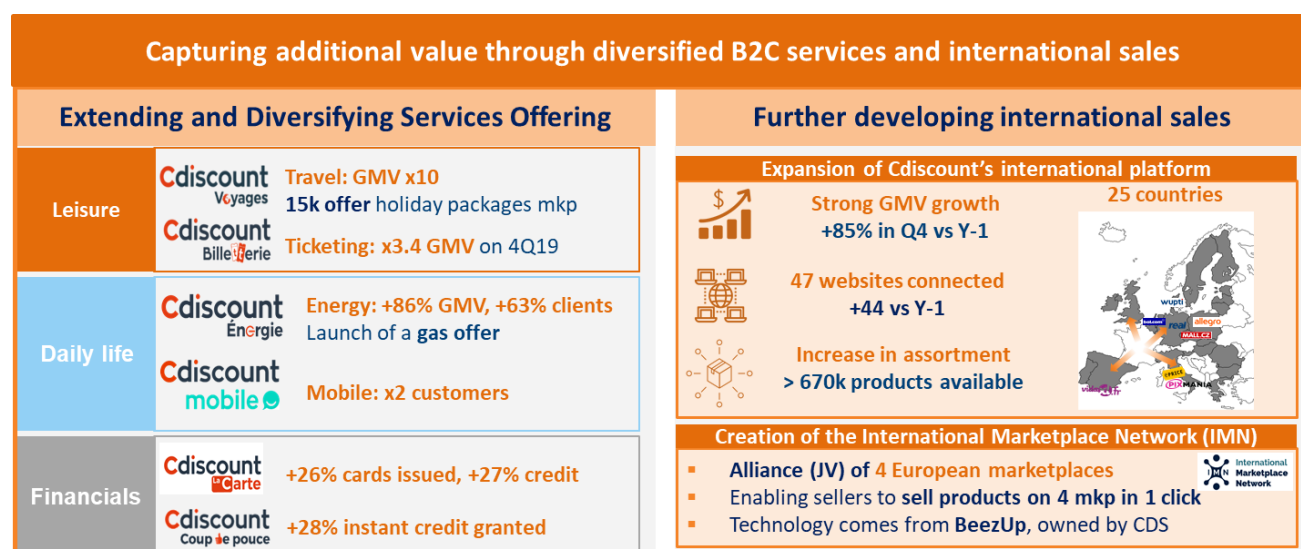 Capturing additional value through diversified B2C services and international sales
Extending and Diversifying Services Offering
Leisure
Cdiscount
Voyages
Travel: GMV x10
15k offer holiday packages mkp
Cdiscount
Billetterie
Ticketing: x3.4 GMV on 4Q19
Daily life
Cdiscount
Énergie
Energy: +86% GMV, +63% clients
Launch of a gas offer
Cdiscount
mobile
Mobile: x2 customers
Financials
Cdiscount
La Carte
+26% cards issued, +27% credit
Cdiscount
Coup de pouce
+28% instant credit granted
Further developing international sales
Expansion of Cdiscount's international platform
$
Strong GMV growth
+85% in Q4 vs Y-1
47 websites connected
+44 vs Y-1
Increase in assortment
> 670k products available
25 countries
wupti
real
allegro
MALL.CZ
ePRICE
PIXMANIA
Creation of the International Marketplace Network (IMN)
▪ Alliance (JV) of 4 European marketplaces
▪ Enabling sellers to sell products on 4 mkp in 1 click
▪ Technology comes from BeezUp, owned by CDS
IMN
International
Marketplace
Network